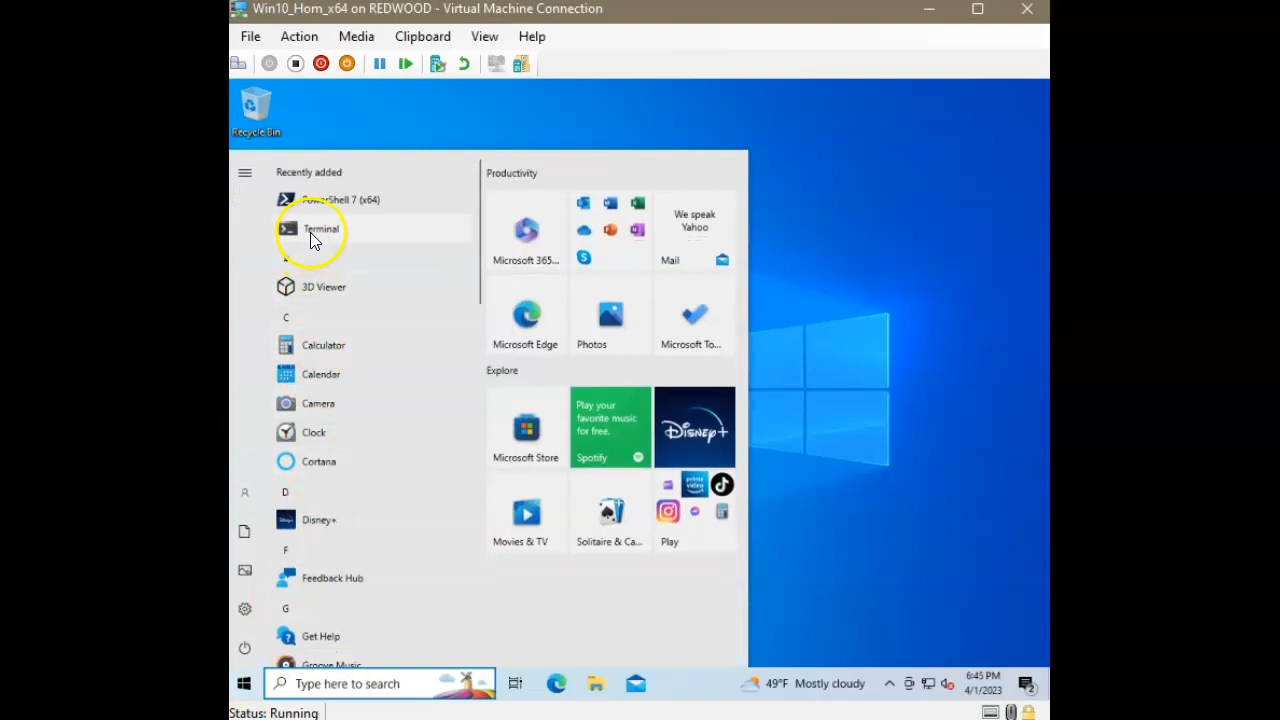 Win10_Hom_x64 on REDWOOD - Virtual Machine Connection
File Action Media Clipboard View Help
Recycle Bin
Recently added
PowerShell 7 (x64)
Terminal
3D Viewer
C
Calculator
Calendar
Camera
Clock
Cortana
D
Disney+
F
Feedback Hub
G
Get Help
Groove Music
Productivity
Microsoft 365...
We speak
Yahoo
Mail
Microsoft Edge
Photos
Microsoft To...
Explore
Microsoft Store
Play your
favorite music
for free.
Spotify
Disney+
Movies & TV
Solitaire & Ca...
prime
video
Play
Type here to search
49°F Mostly cloudy
6:45 PM
4/1/2023
2
Status: Running